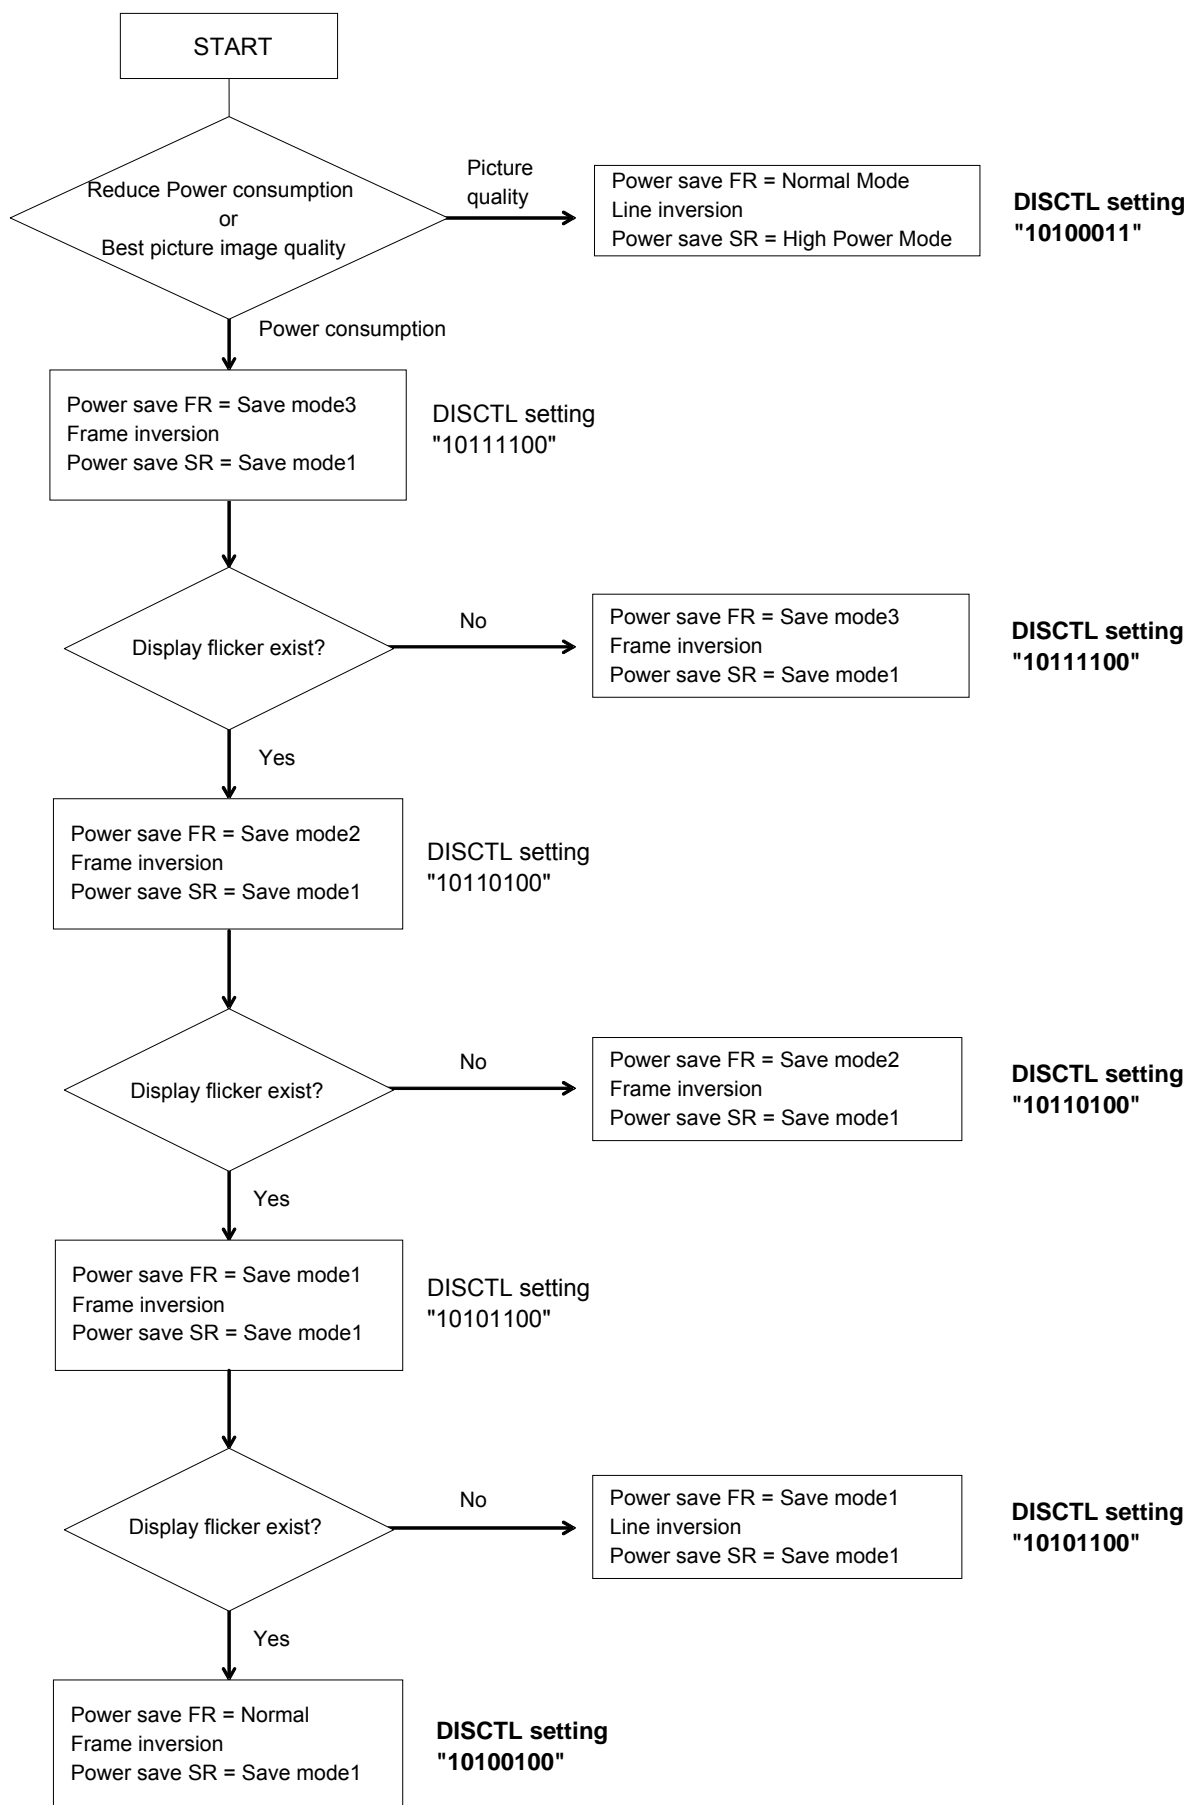 START
Reduce Power consumption
or
Best picture image quality
Picture
quality
Power save FR = Normal Mode
Line inversion
Power save SR = High Power Mode
DISCTL setting
"10100011"
Power consumption
Power save FR = Save mode3
Frame inversion
Power save SR = Save mode1
DISCTL setting
"10111100"
Display flicker exist?
No
Power save FR = Save mode3
Frame inversion
Power save SR = Save mode1
DISCTL setting
"10111100"
Yes
Power save FR = Save mode2
Frame inversion
Power save SR = Save mode1
DISCTL setting
"10110100"
Display flicker exist?
No
Power save FR = Save mode2
Frame inversion
Power save SR = Save mode1
DISCTL setting
"10110100"
Yes
Power save FR = Save mode1
Frame inversion
Power save SR = Save mode1
DISCTL setting
"10101100"
Display flicker exist?
No
Power save FR = Save mode1
Line inversion
Power save SR = Save mode1
DISCTL setting
"10101100"
Yes
Power save FR = Normal
Frame inversion
Power save SR = Save mode1
DISCTL setting
"10100100"